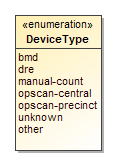 «enumeration»
DeviceType
bmd
dre
manual-count
opscan-central
opscan-precinct
unknown
other